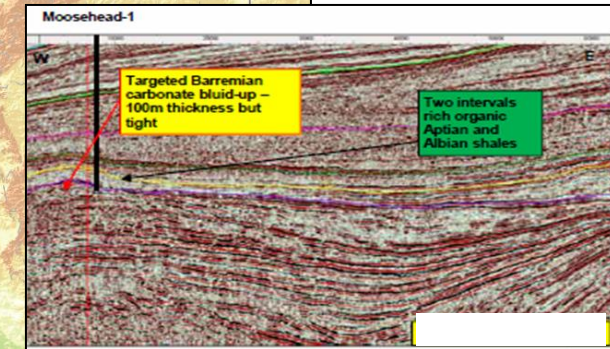 Moosehead-1
W
E
Targeted Barremian
carbonate bluid-up –
100m thickness but
tight
Two intervals
rich organic
Aptian and
Albian shales